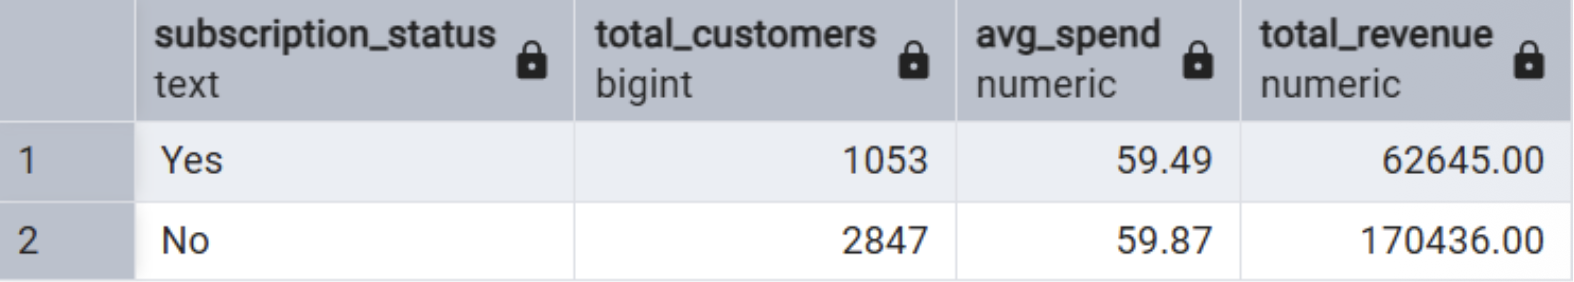 subscription_status total_customers avg_spend total_revenue
text bigint numeric numeric
1 Yes 1053 59.49 62645.00
2 No 2847 59.87 170436.00